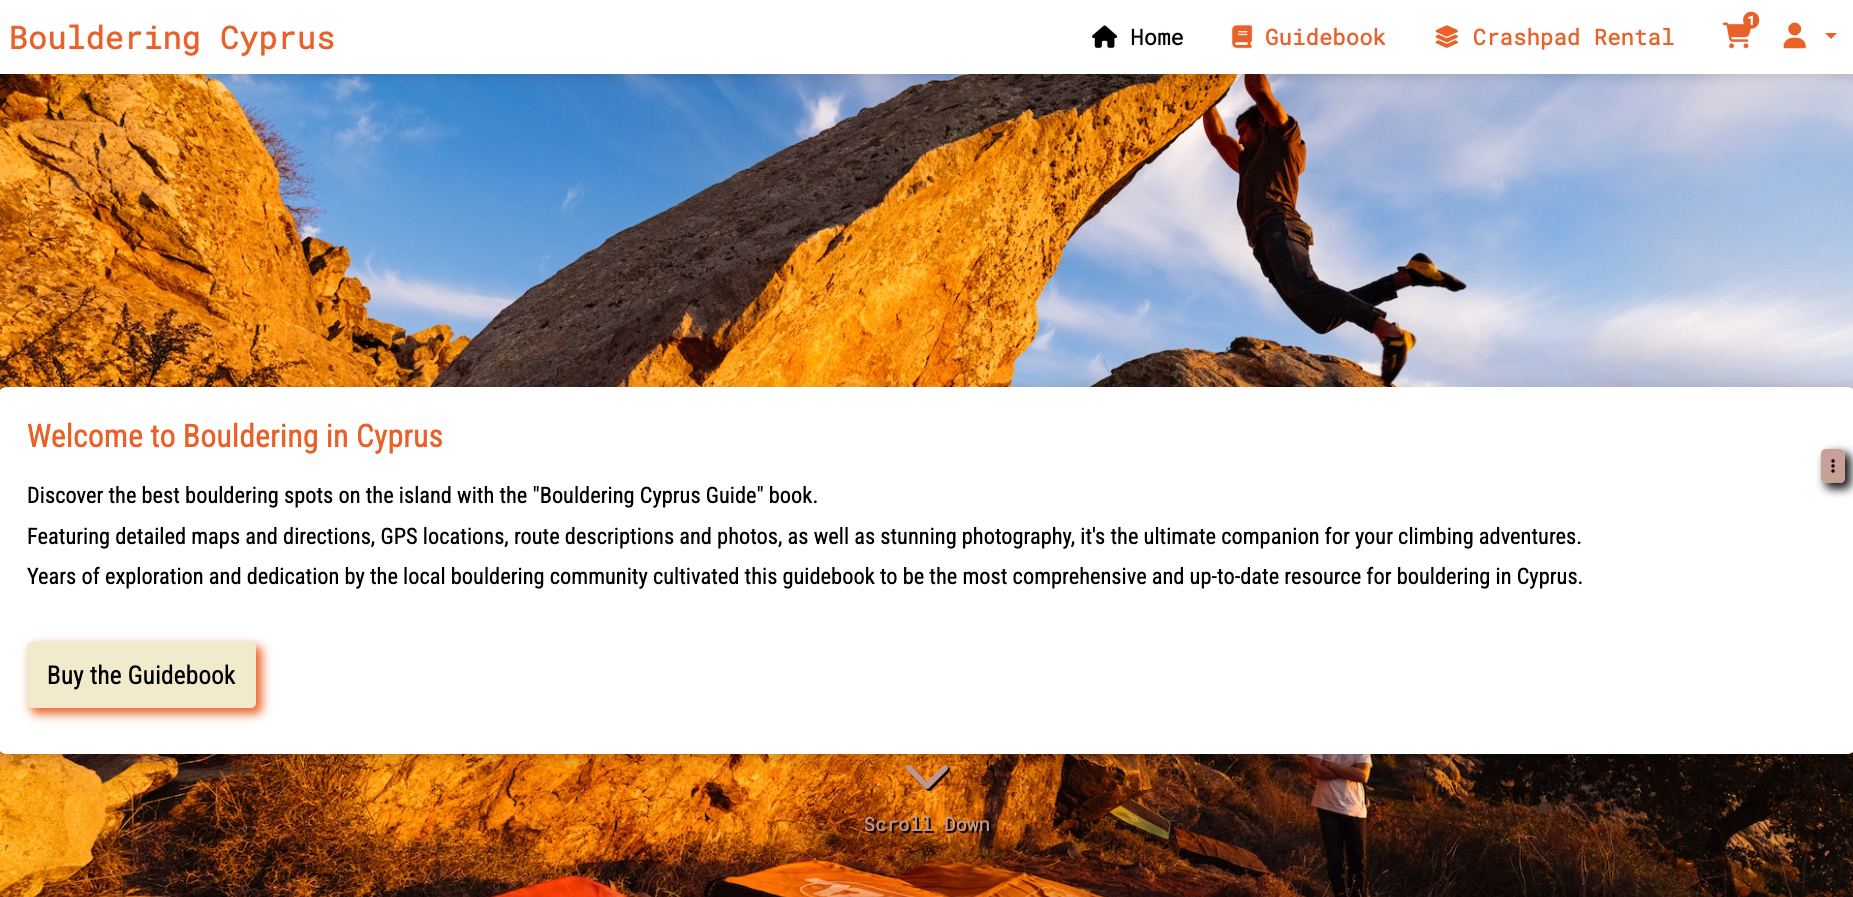 Bouldering Cyprus
Home
Guidebook
Crashpad Rental
1
Welcome to Bouldering in Cyprus
Discover the best bouldering spots on the island with the "Bouldering Cyprus Guide" book.
Featuring detailed maps and directions, GPS locations, route descriptions and photos, as well as stunning photography, it's the ultimate companion for your climbing adventures.
Years of exploration and dedication by the local bouldering community cultivated this guidebook to be the most comprehensive and up-to-date resource for bouldering in Cyprus.
Buy the Guidebook
Scroll Down